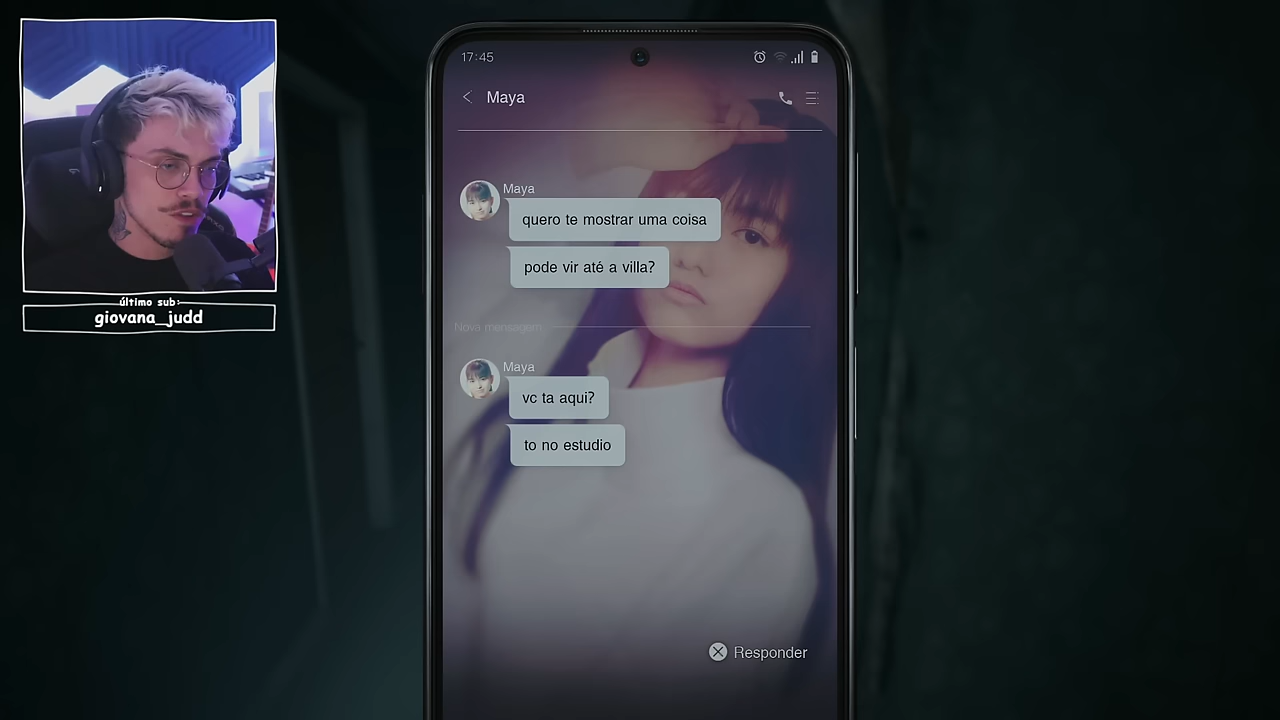 17:45
Maya
Maya
quero te mostrar uma coisa
pode vir até a villa?
Nova mensagem
Maya
vc ta aqui?
to no estudio
Responder
último sub:
giovana_judd